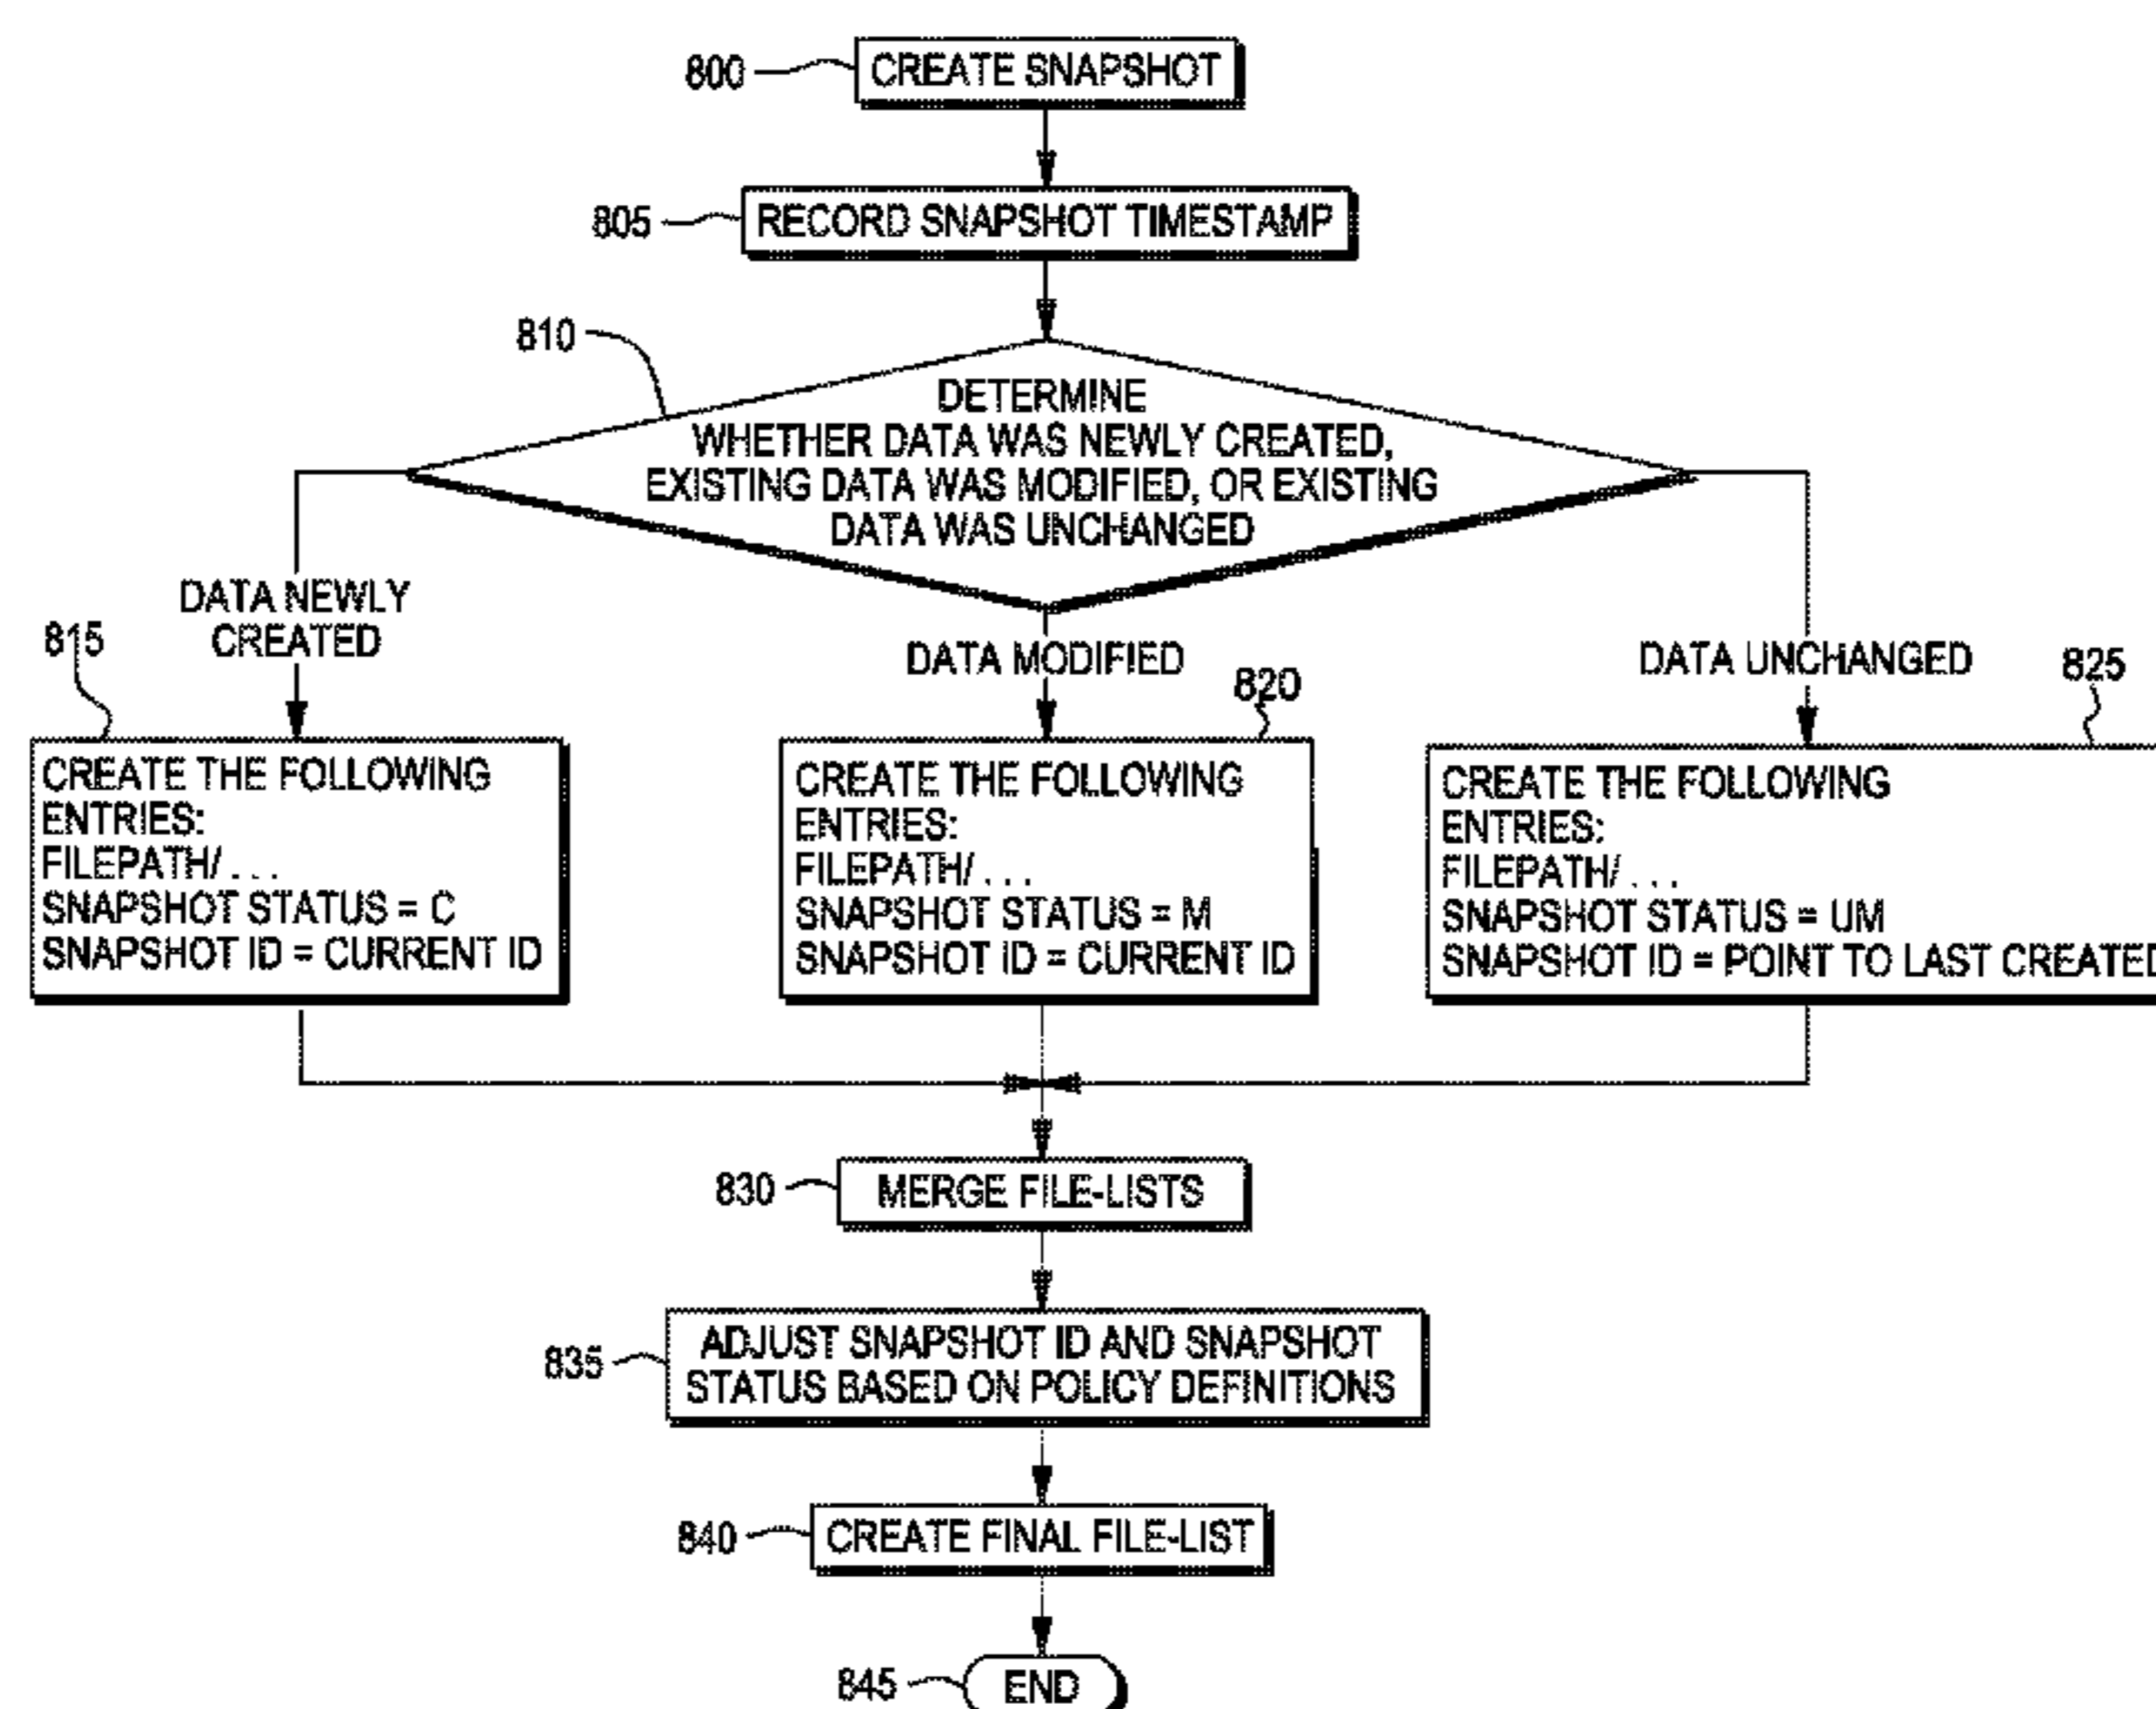 800
CREATE SNAPSHOT
805
RECORD SNAPSHOT TIMESTAMP
810
DETERMINE
WHETHER DATA WAS NEWLY CREATED,
EXISTING DATA WAS MODIFIED, OR EXISTING
DATA WAS UNCHANGED
DATA NEWLY
CREATED
DATA MODIFIED
DATA UNCHANGED
815
CREATE THE FOLLOWING
ENTRIES:
FILEPATH/ . . .
SNAPSHOT STATUS = C
SNAPSHOT ID = CURRENT ID
820
CREATE THE FOLLOWING
ENTRIES:
FILEPATH/ . . .
SNAPSHOT STATUS = M
SNAPSHOT ID = CURRENT ID
825
CREATE THE FOLLOWING
ENTRIES:
FILEPATH/ . . .
SNAPSHOT STATUS = UM
SNAPSHOT ID = POINT TO LAST CREATED
830
MERGE FILE-LISTS
835
ADJUST SNAPSHOT ID AND SNAPSHOT
STATUS BASED ON POLICY DEFINITIONS
840
CREATE FINAL FILE-LIST
845
END